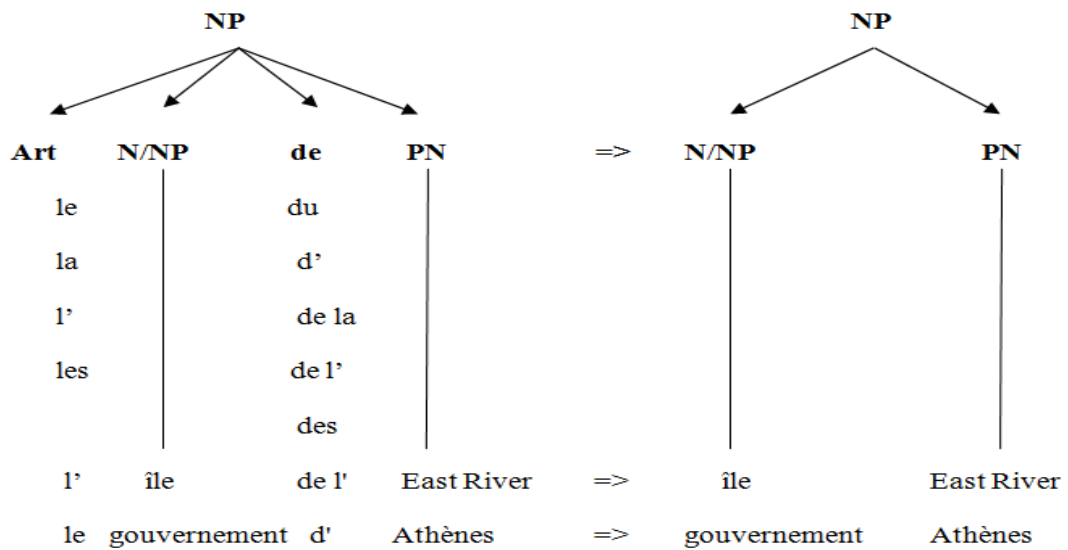 NP NP
Art N/NP de PN => N/NP PN
le du
la d’
l’ de la
les de l’
des
l’ île de l' East River => île East River
le gouvernement d' Athènes => gouvernement Athènes